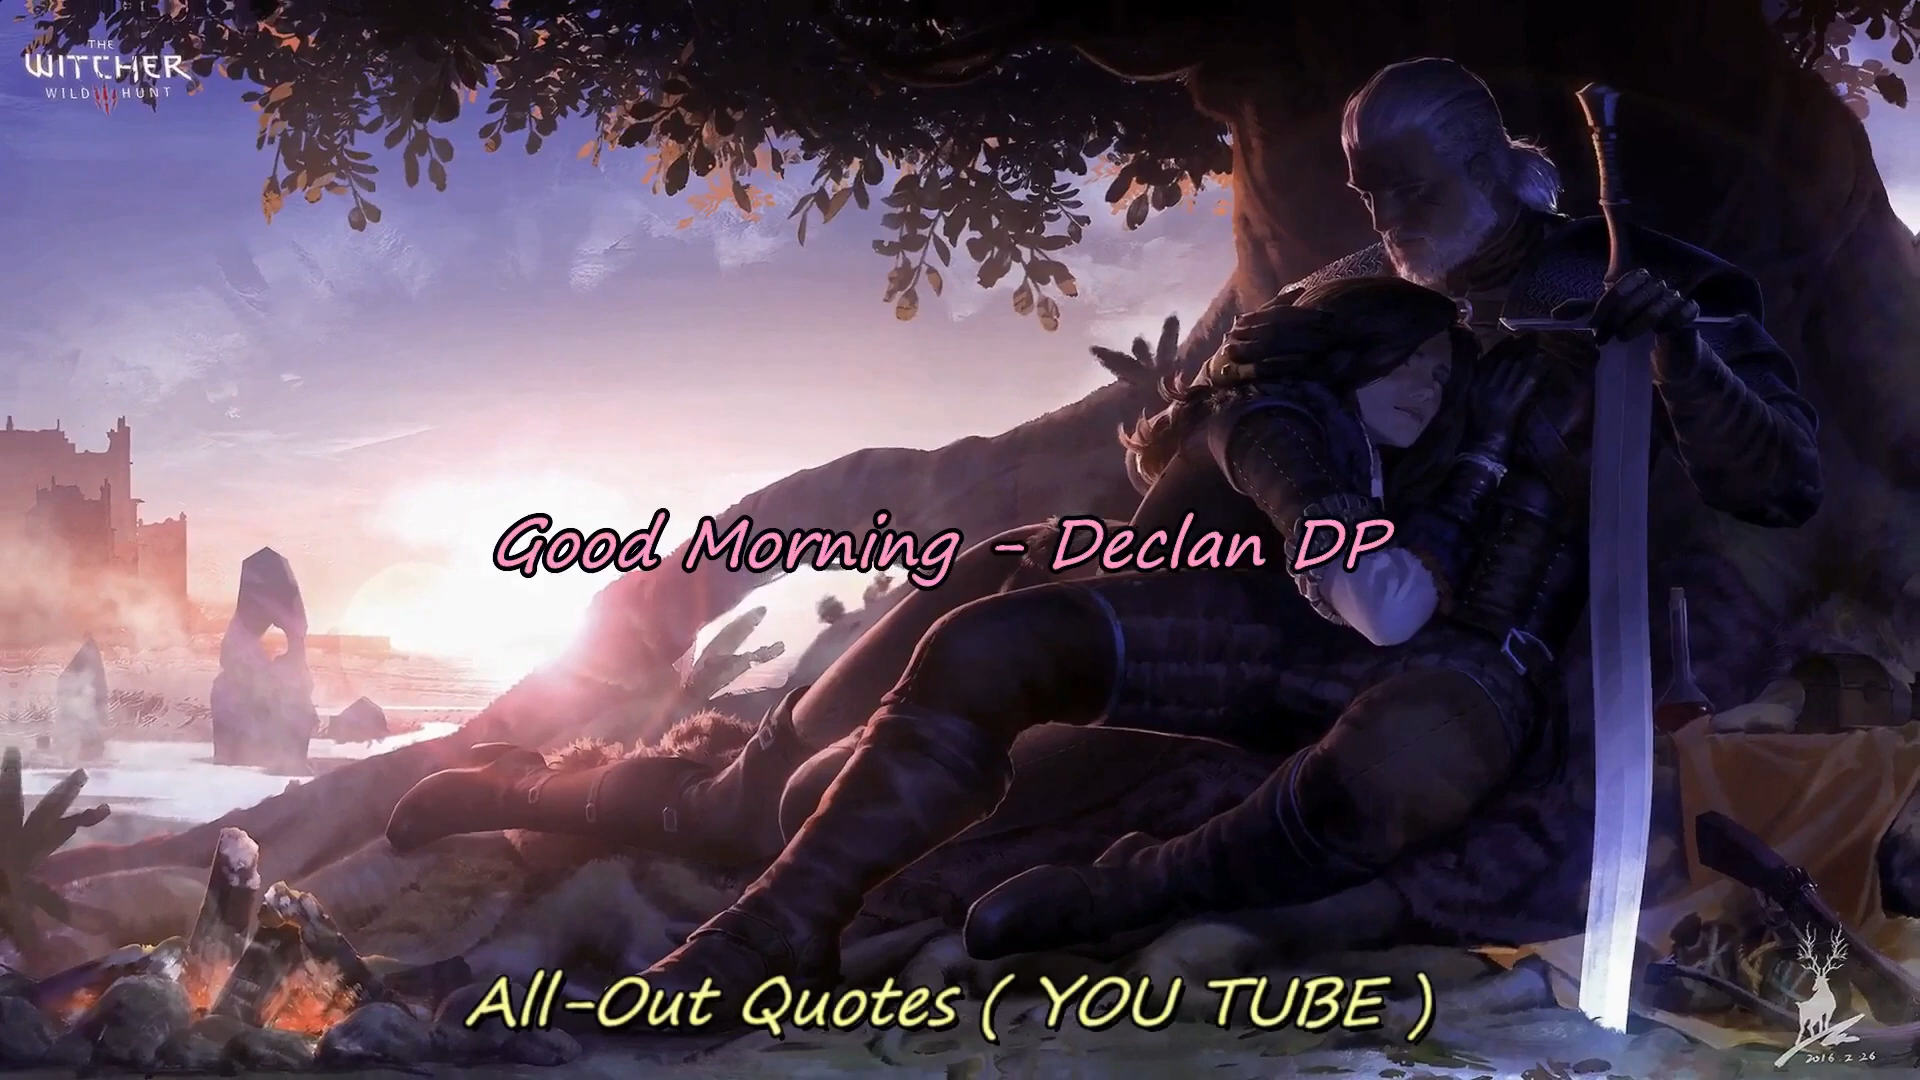 THE
WITCHER
WILD HUNT
Good Morning - Declan DP
All-Out Quotes ( YOU TUBE )
2016.2.26